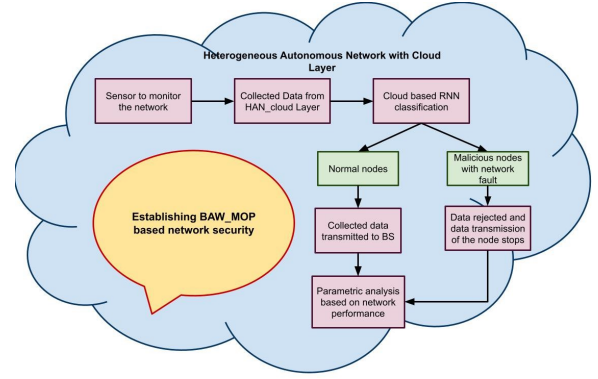 Heterogeneous Autonomous Network with Cloud
Layer
Sensor to monitor
the network
Collected Data from
HAN_cloud Layer
Cloud based RNN
classification
Normal nodes
Malicious nodes
with network
fault
Establishing BAW_MOP
based network security
Collected data
transmitted to BS
Data rejected and
data transmission
of the node stops
Parametric analysis
based on network
performance